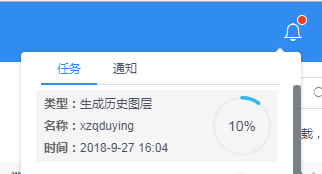 任务 通知
类型：生成历史图层
名称：xzqduying
10%
时间：2018-9-27 16:04
载，